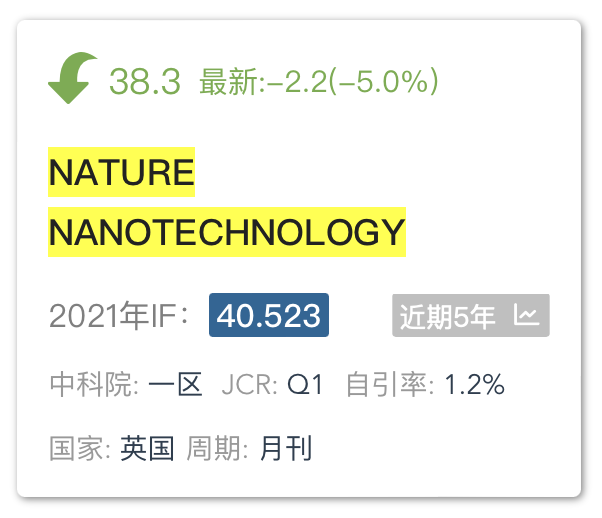 38.3 最新:-2.2(-5.0%)
NATURE
NANOTECHNOLOGY
2021年IF: 40.523 近期5年
中科院: 一区 JCR: Q1 自引率: 1.2%
国家: 英国 周期: 月刊